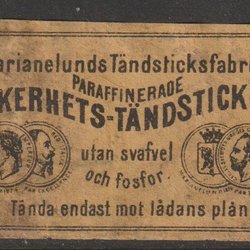 arianelunds Tändsticksfabr
PARAFFINERADE
KERHETS-TÄNDSTICK
utan svafvel
och fosfor.
Tända endast mot lådans plån